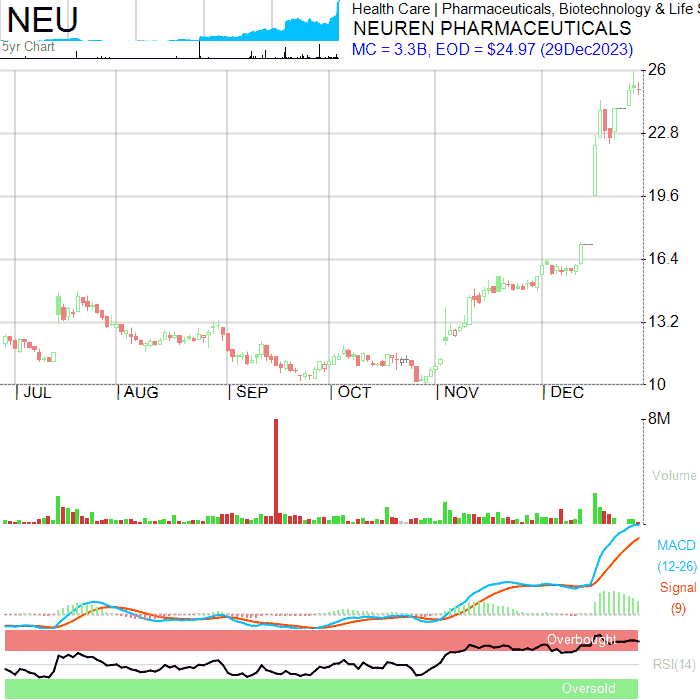 NEU
5yr Chart
Health Care | Pharmaceuticals, Biotechnology & Life S
NEUREN PHARMACEUTICALS
MC = 3.3B, EOD = $24.97 (29Dec2023)
26
22.8
19.6
16.4
13.2
10
JUL AUG SEP OCT NOV DEC
8M
Volume
MACD
(12-26)
Signal
(9)
Overbought
RSI(14)
Oversold